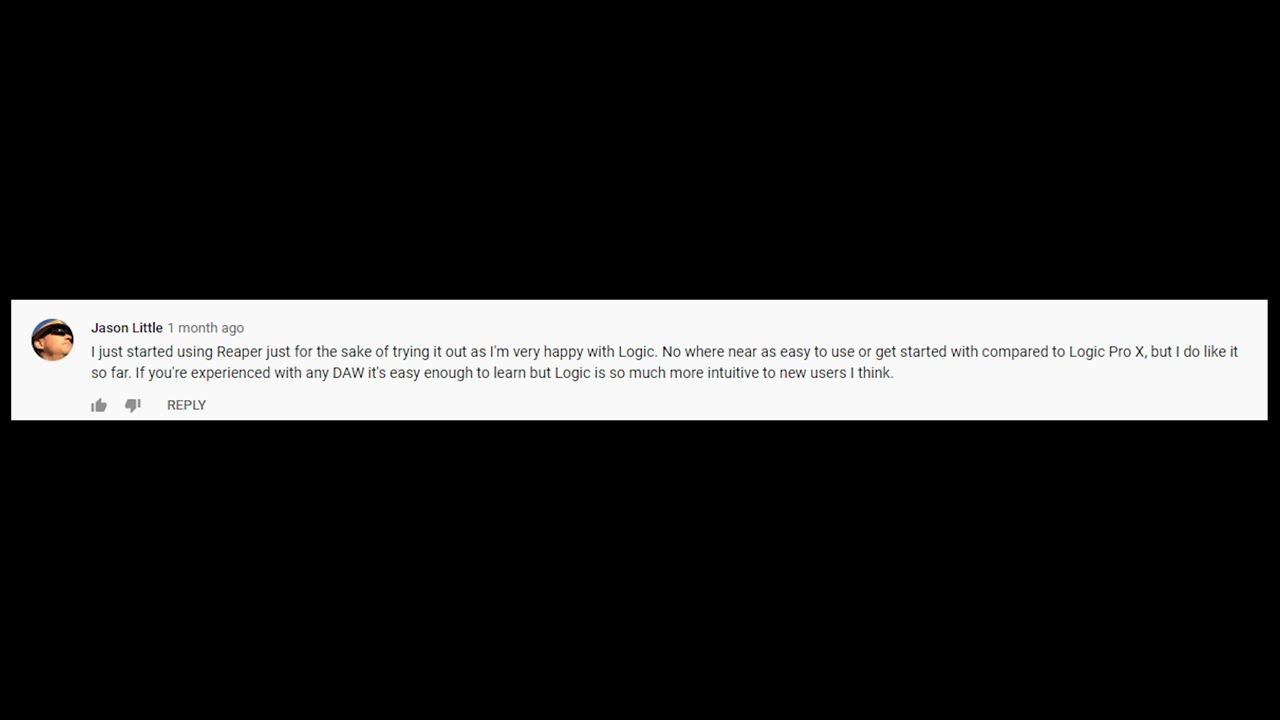 Jason Little 1 month ago
I just started using Reaper just for the sake of trying it out as I'm very happy with Logic. No where near as easy to use or get started with compared to Logic Pro X, but I do like it
so far. If you're experienced with any DAW it's easy enough to learn but Logic is so much more intuitive to new users I think.
REPLY